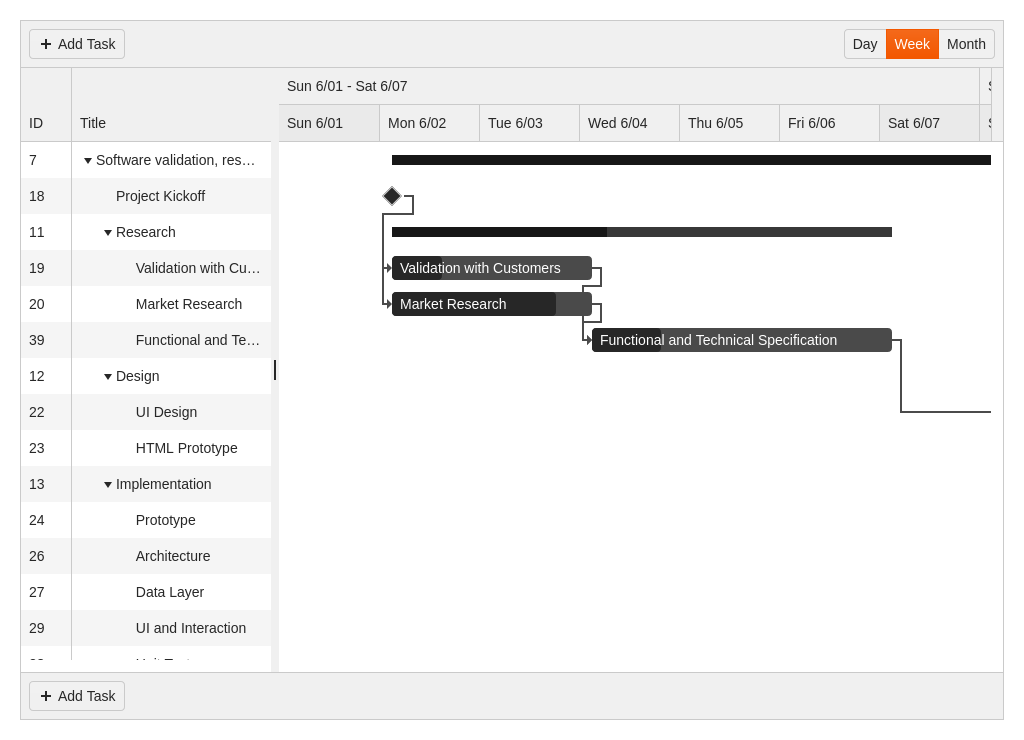 Add Task
Day Week Month
ID Title
Sun 6/01 - Sat 6/07
Sun 6/01 Mon 6/02 Tue 6/03 Wed 6/04 Thu 6/05 Fri 6/06 Sat 6/07
7 Software validation, res…
18 Project Kickoff
11 Research
19 Validation with Cu… Validation with Customers
20 Market Research Market Research
39 Functional and Te… Functional and Technical Specification
12 Design
22 UI Design
23 HTML Prototype
13 Implementation
24 Prototype
26 Architecture
27 Data Layer
29 UI and Interaction
Add Task